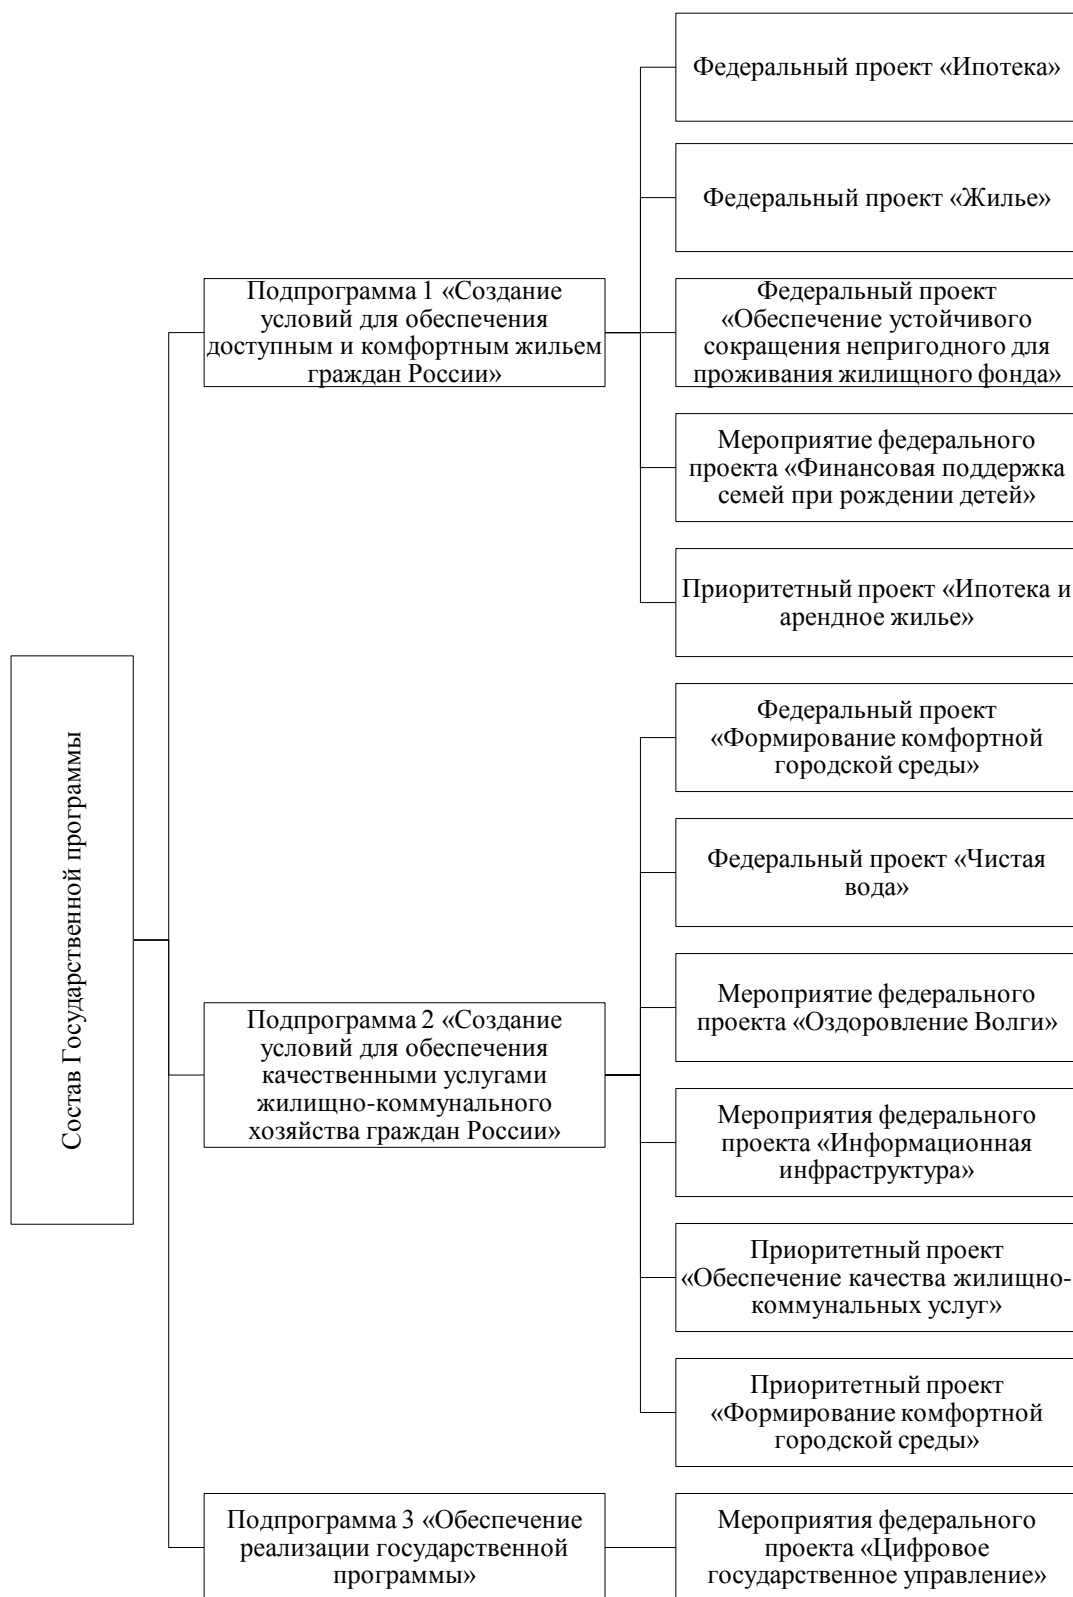 Состав Государственной программы
Подпрограмма 1 «Создание
условий для обеспечения
доступным и комфортным жильем
граждан России»
Федеральный проект «Ипотека»
Федеральный проект «Жилье»
Федеральный проект
«Обеспечение устойчивого
сокращения непригодного для
проживания жилищного фонда»
Мероприятие федерального
проекта «Финансовая поддержка
семей при рождении детей»
Приоритетный проект «Ипотека и
арендное жилье»
Подпрограмма 2 «Создание
условий для обеспечения
качественными услугами
жилищно-коммунального
хозяйства граждан России»
Федеральный проект
«Формирование комфортной
городской среды»
Федеральный проект «Чистая
вода»
Мероприятие федерального
проекта «Оздоровление Волги»
Мероприятия федерального
проекта «Информационная
инфраструктура»
Приоритетный проект
«Обеспечение качества жилищно-
коммунальных услуг»
Приоритетный проект
«Формирование комфортной
городской среды»
Подпрограмма 3 «Обеспечение
реализации государственной
программы»
Мероприятия федерального
проекта «Цифровое
государственное управление»